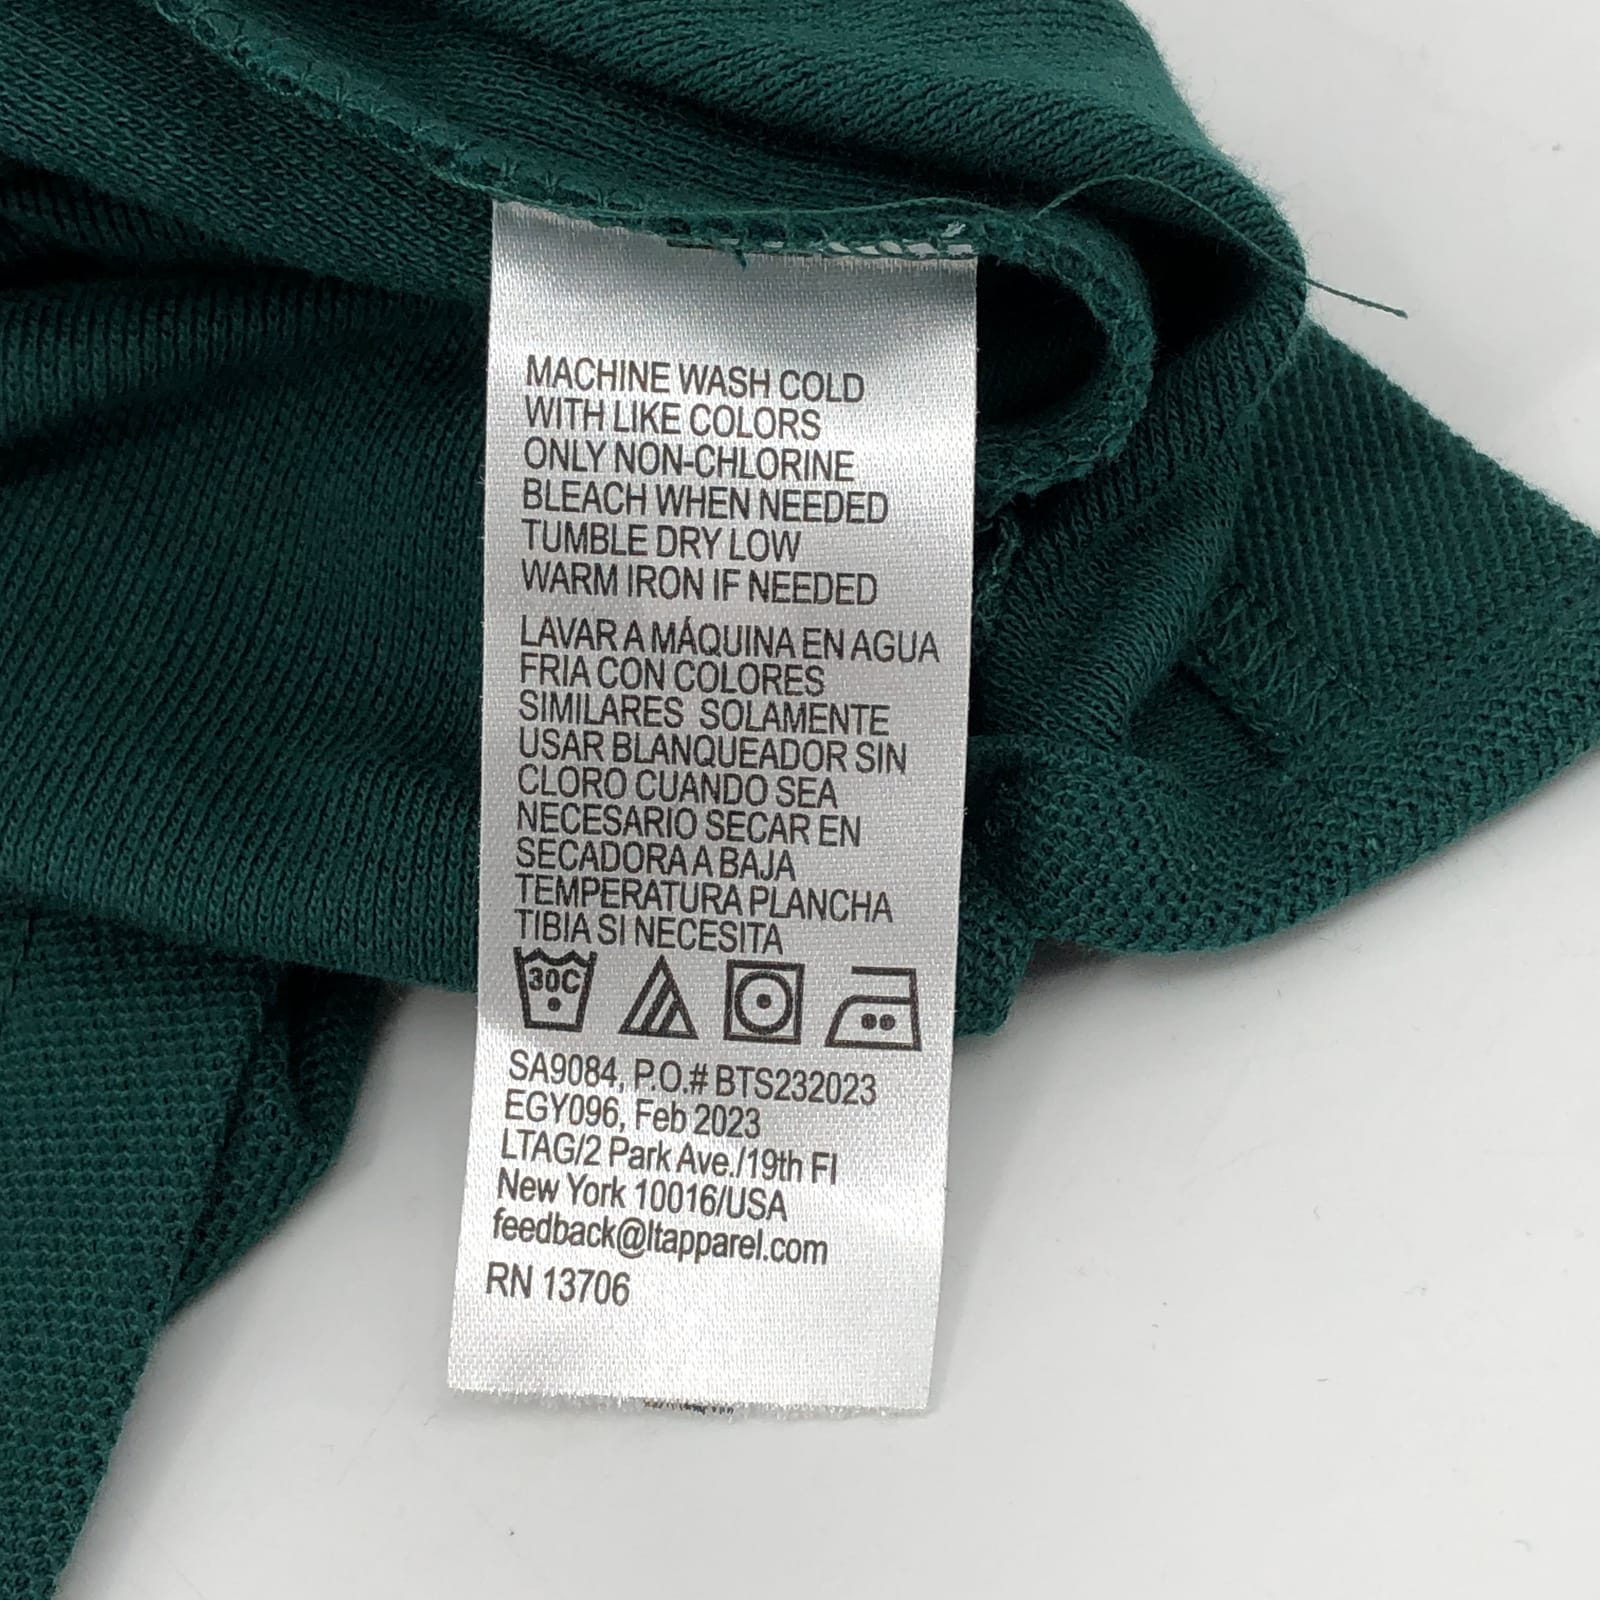 MACHINE WASH COLD
WITH LIKE COLORS
ONLY NON-CHLORINE
BLEACH WHEN NEEDED
TUMBLE DRY LOW
WARM IRON IF NEEDED
LAVAR A MÁQUINA EN AGUA
FRIA CON COLORES
SIMILARES SOLAMENTE
USAR BLANQUEADOR SIN
CLORO CUANDO SEA
NECESARIO SECAR EN
SECADORA A BAJA
TEMPERATURA PLANCHA
TIBIA SI NECESITA
30C
SA9084, P.O.# BTS232023
EGY096, Feb 2023
LTAG/2 Park Ave./19th Fl
New York 10016/USA
feedback@ltapparel.com
RN 13706